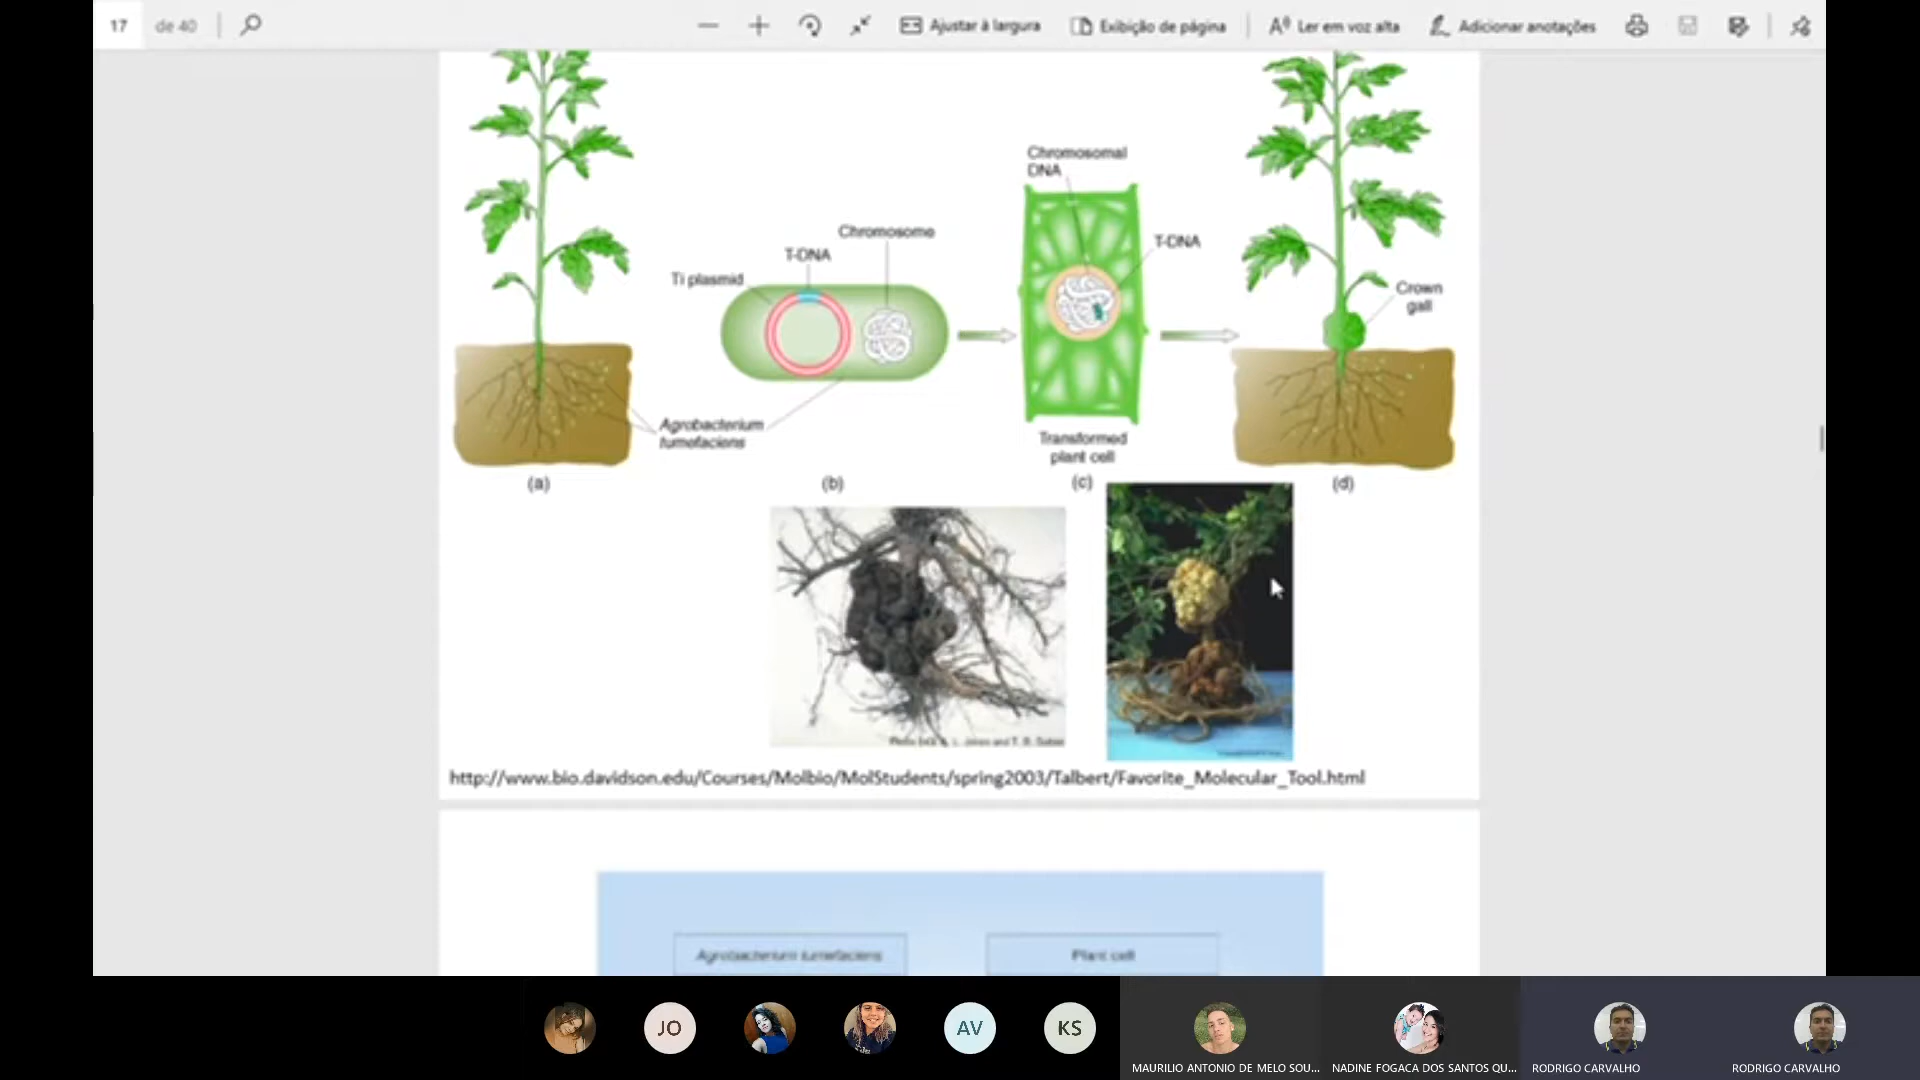 17 de 40 Ajustar à largura Exibição de página Ler em voz alta Adicionar anotações
Chromosomal
DNA
Chromosome
T-DNA
T-DNA
Ti plasmid
Crown
gall
Agrobacterium
tumefaciens
Transformed
plant cell
(a) (b) (c) (d)
http://www.bio.davidson.edu/Courses/Molbio/MolStudents/spring2003/Talbert/Favorite_Molecular_Tool.html
Agrobacterium tumefaciens Plant cell
JO AV KS
MAURILIO ANTONIO DE MELO SOU... NADINE FOGACA DOS SANTOS QU... RODRIGO CARVALHO RODRIGO CARVALHO